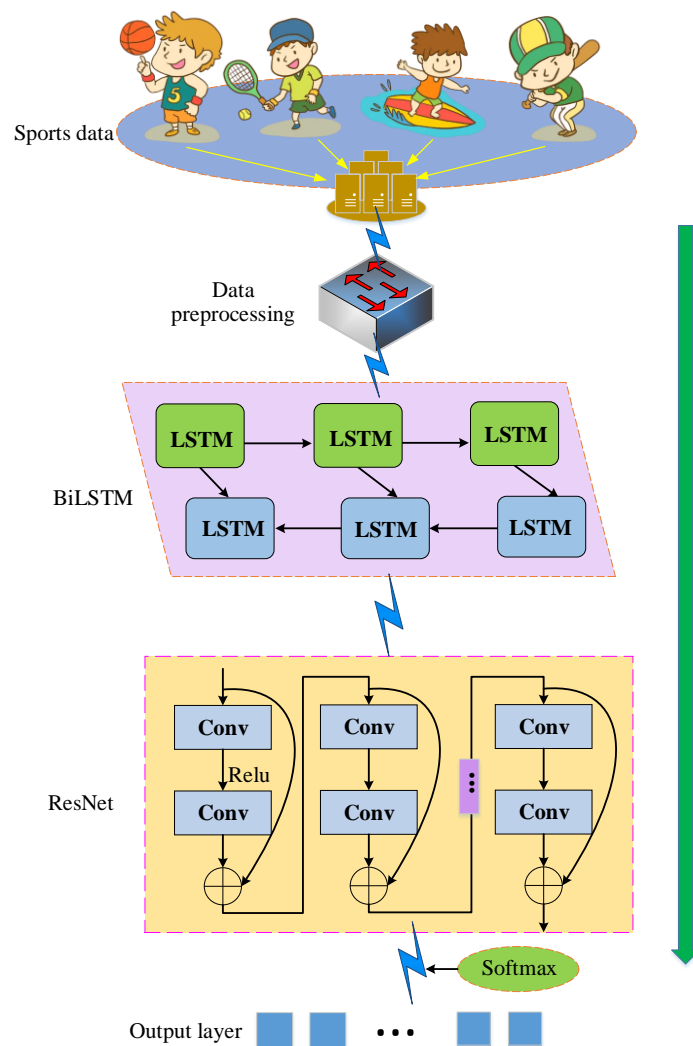 5
Sports data
Data
preprocessing
LSTM LSTM LSTM
BiLSTM
LSTM LSTM LSTM
Conv Conv Conv
Relu
ResNet
Conv Conv Conv
Softmax
Output layer